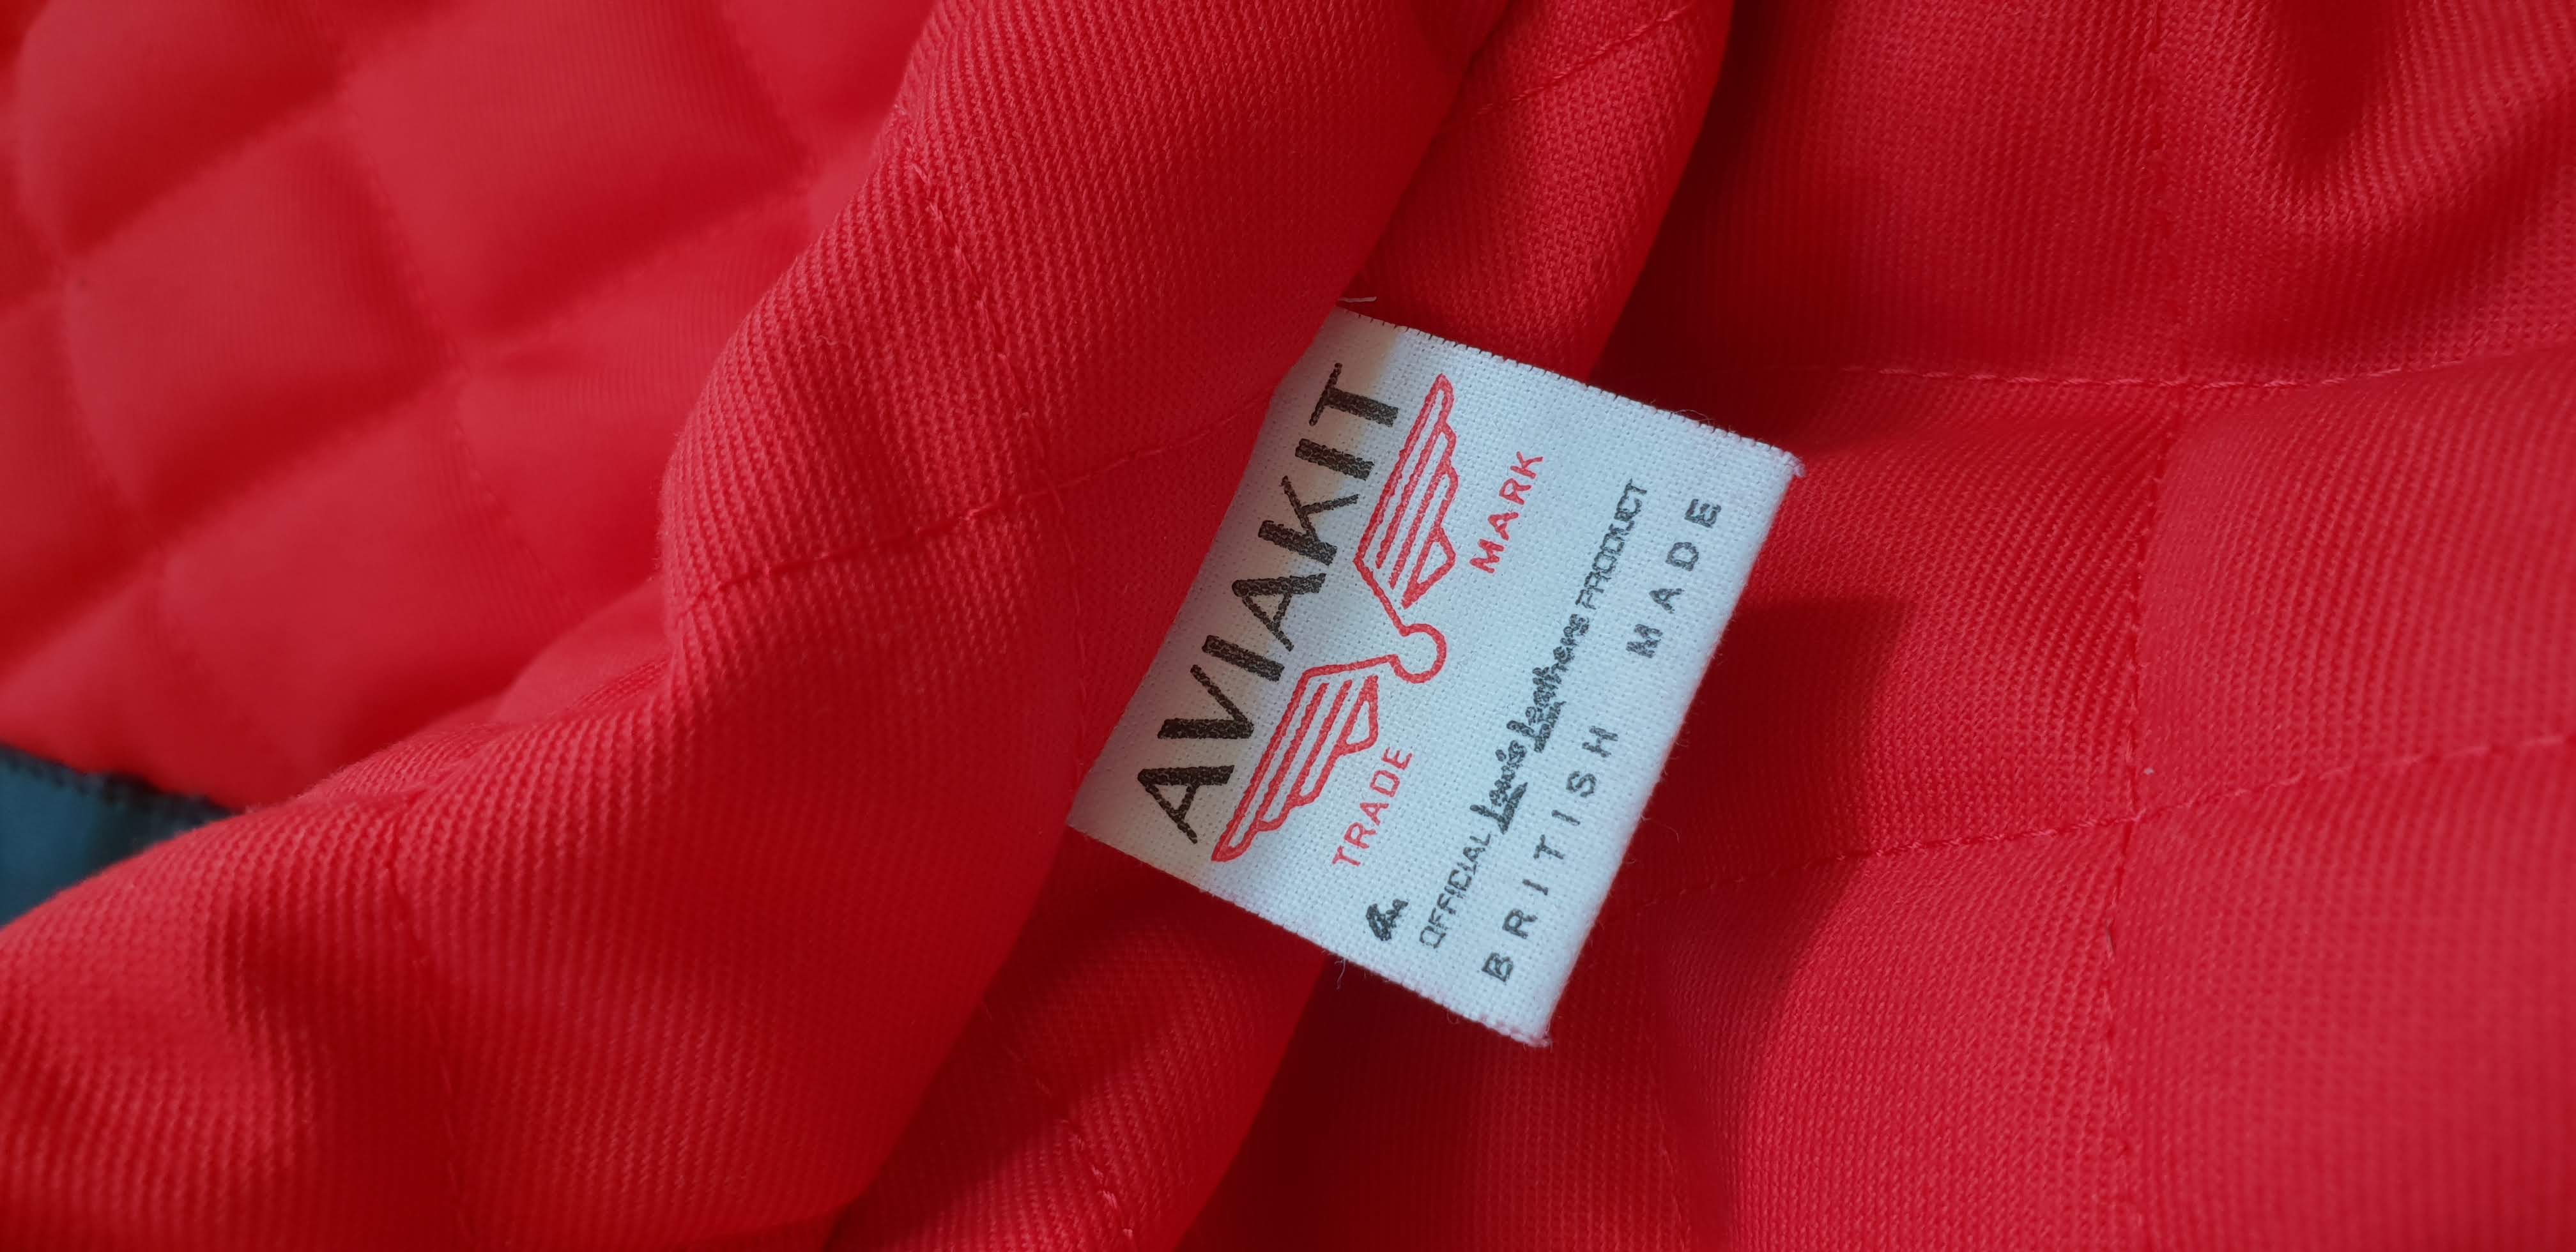 AVIAKIT
TRADE MARK
A
OFFICIAL Lewis Leathers PRODUCT
BRITISH MADE